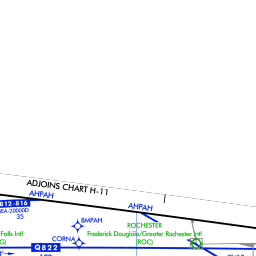 ADJOINS CHART H-11
AHPAH
AHPAH
812-816
EA-20000D
35
BMPAH
ROCHESTER
Falls Intl
Frederick Douglass/Greater Rochester Intl
G)
CORNA
(ROC)
Q822